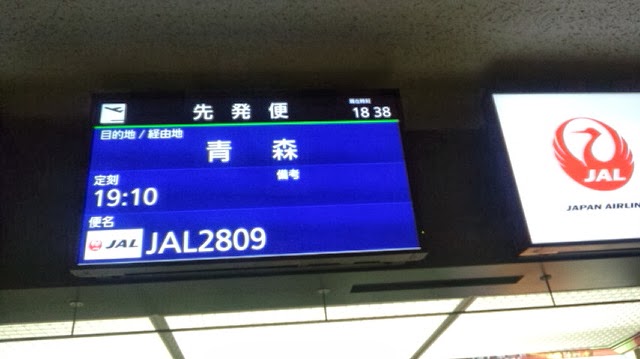 先発便
現在時刻
18 38
目的地 / 経由地
青森
定刻
備考
19:10
便名
JAL JAL2809
JAL
JAPAN AIRLIN